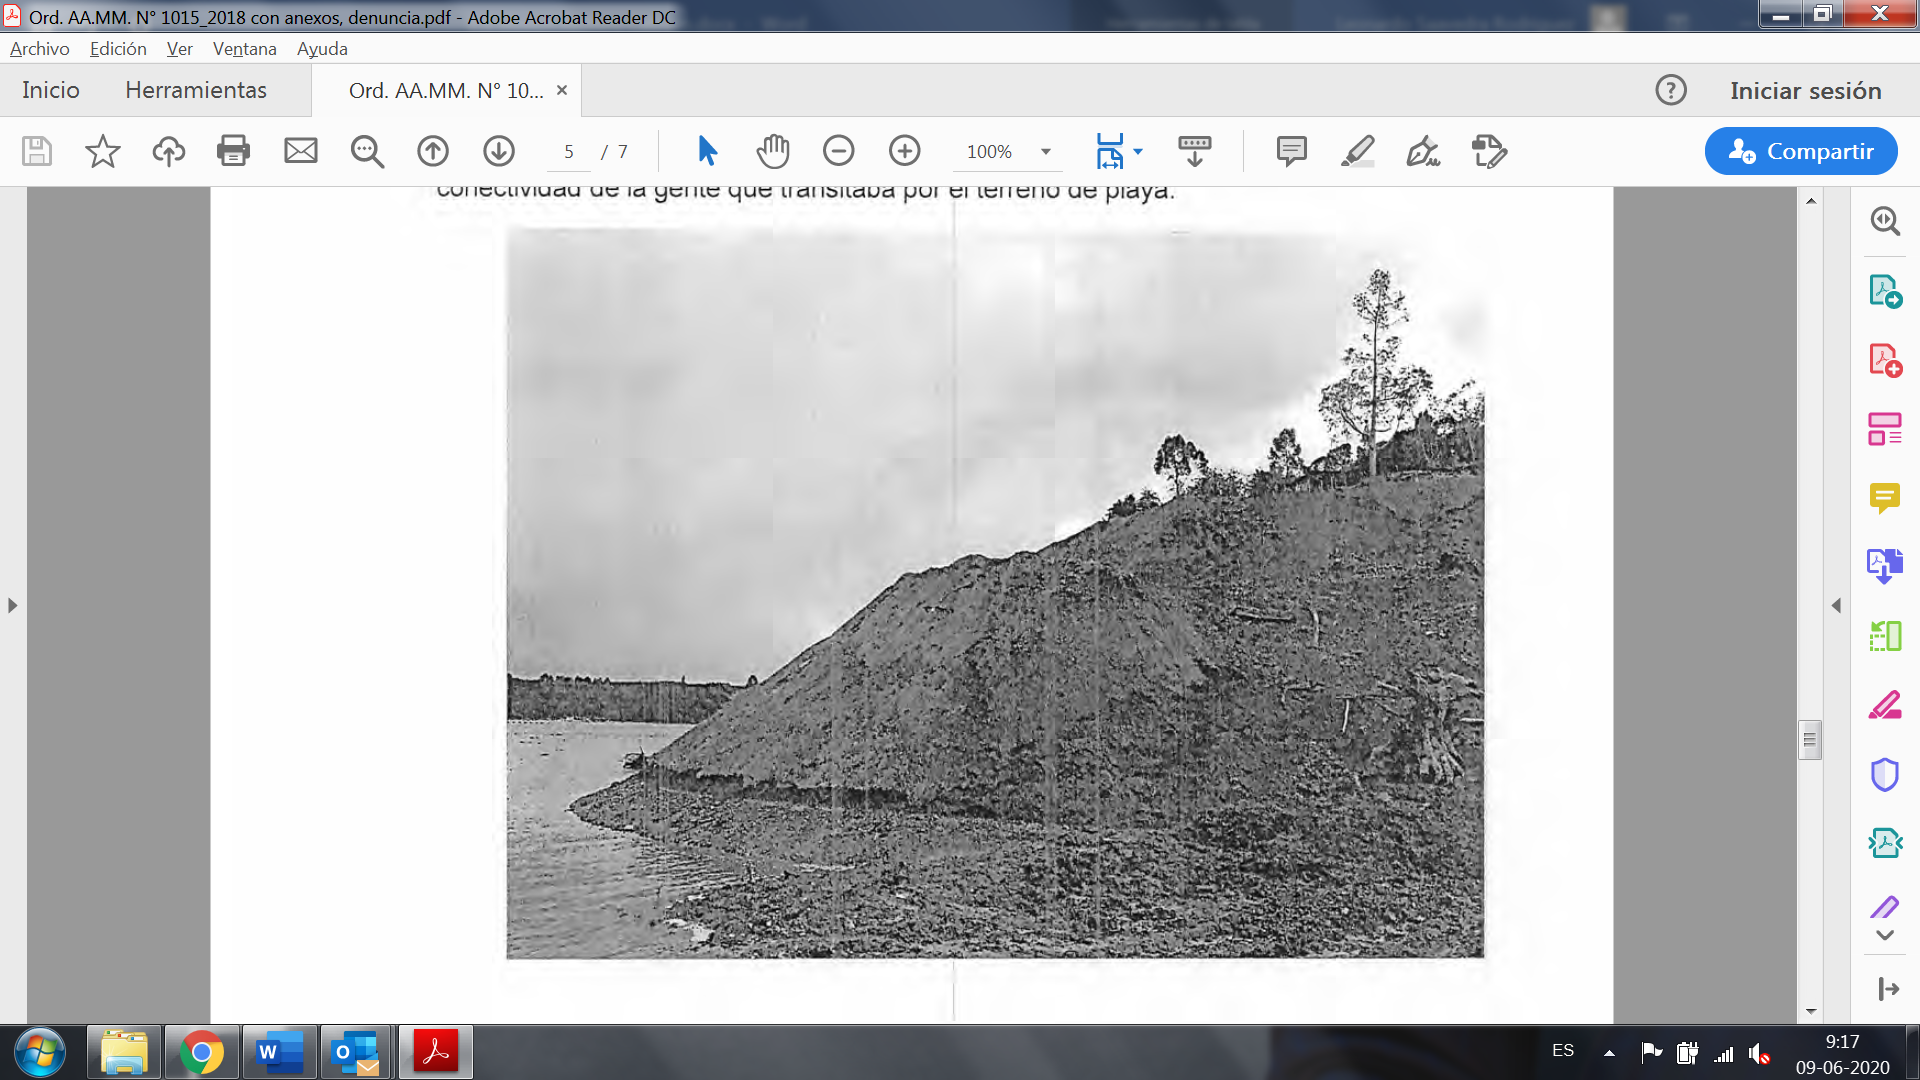 Ord. AA.MM. N° 1015_2018 con anexos, denuncia.pdf - Adobe Acrobat Reader DC
Archivo Edición Ver Ventana Ayuda
Inicio Herramientas Ord. AA.MM. N° 10... × ? Iniciar sesión
5 / 7 100% Compartir
conectividad de la gente que transitaba por el terreno de playa.
ES 9:17
09-06-2020